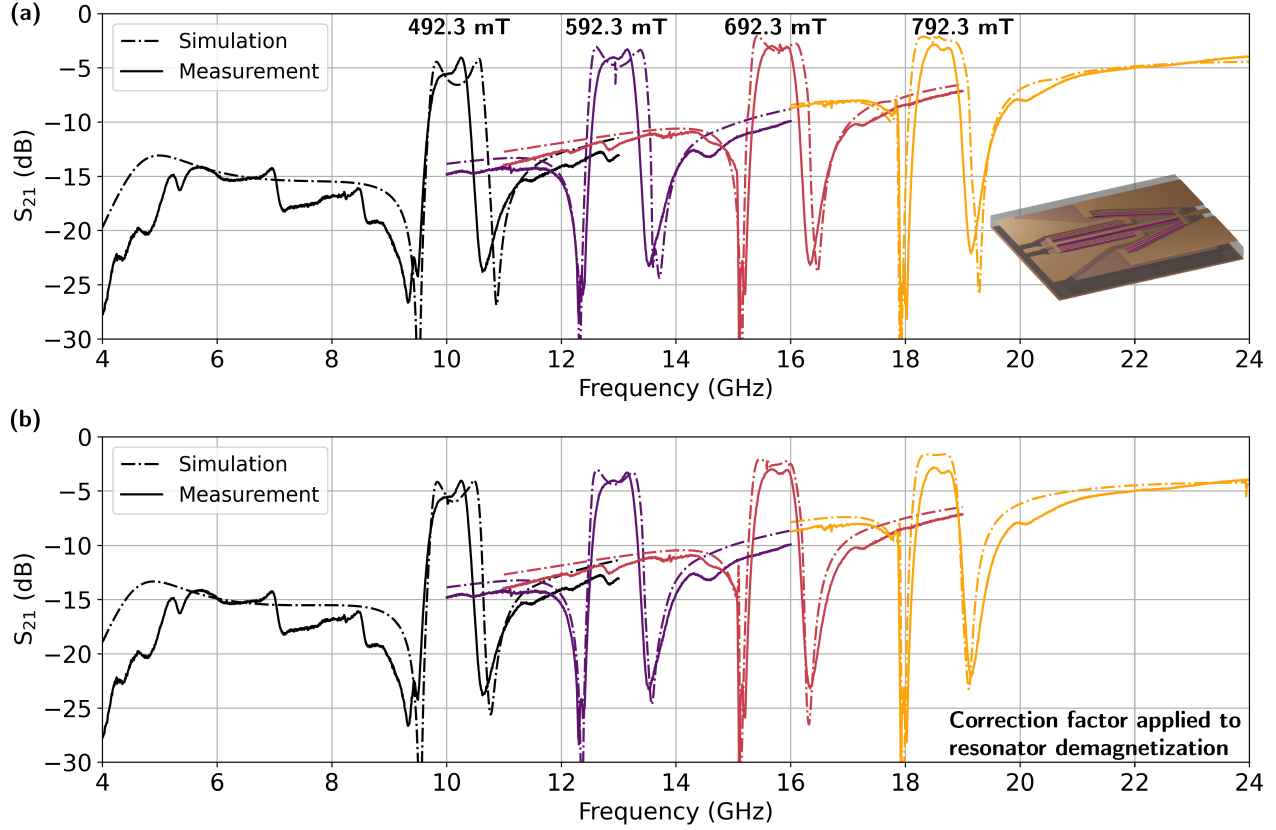 (a)
492.3 mT 592.3 mT 692.3 mT 792.3 mT
Simulation
Measurement
0
−5
−10
−15
−20
−25
−30
S21 (dB)
4 6 8 10 12 14 16 18 20 22 24
Frequency (GHz)
(b)
Simulation
Measurement
0
−5
−10
−15
−20
−25
−30
S21 (dB)
Correction factor applied to
resonator demagnetization
4 6 8 10 12 14 16 18 20 22 24
Frequency (GHz)